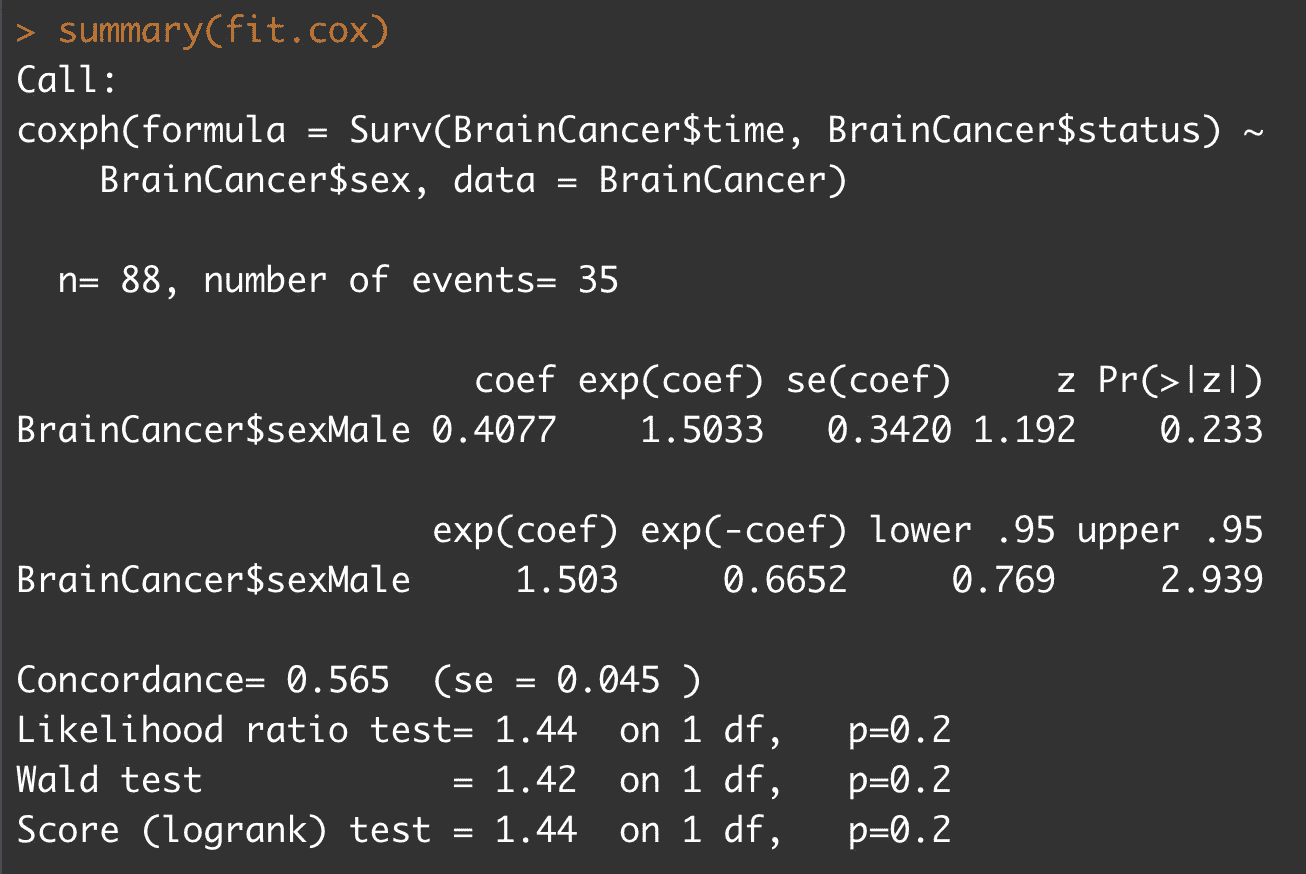 > summary(fit.cox)
Call:
coxph(formula = Surv(BrainCancer$time, BrainCancer$status) ~
    BrainCancer$sex, data = BrainCancer)

  n= 88, number of events= 35

                      coef exp(coef) se(coef)     z Pr(>|z|)
BrainCancer$sexMale 0.4077    1.5033   0.3420 1.192    0.233

                    exp(coef) exp(-coef) lower .95 upper .95
BrainCancer$sexMale     1.503     0.6652     0.769     2.939

Concordance= 0.565  (se = 0.045 )
Likelihood ratio test= 1.44  on 1 df,   p=0.2
Wald test            = 1.42  on 1 df,   p=0.2
Score (logrank) test = 1.44  on 1 df,   p=0.2